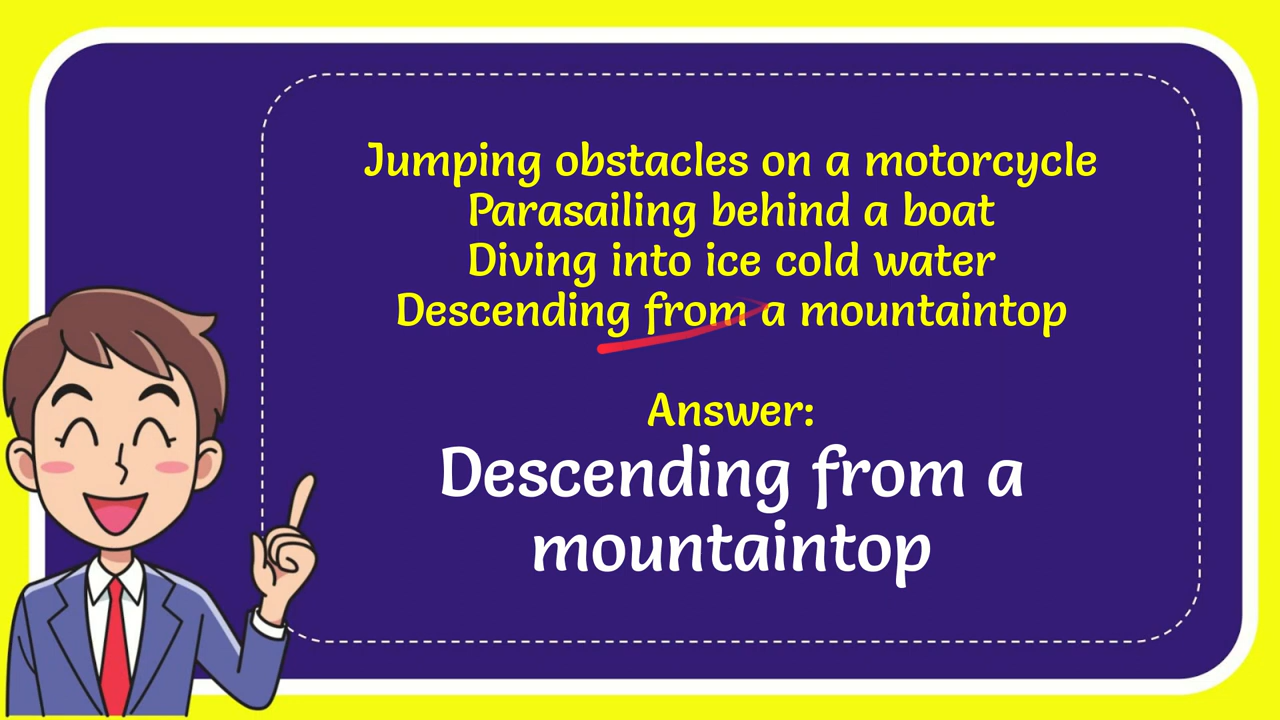 Jumping obstacles on a motorcycle
Parasailing behind a boat
Diving into ice cold water
Descending from a mountaintop
Answer:
Descending from a
mountaintop